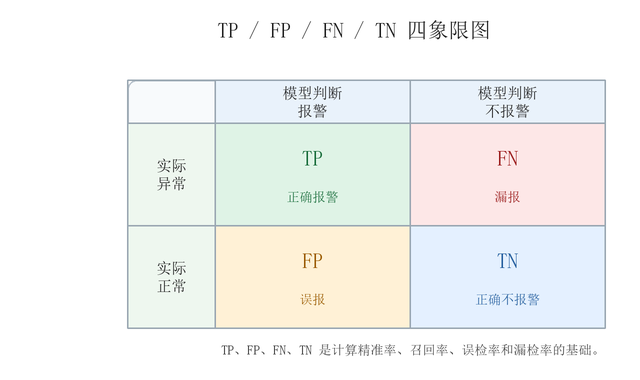 TP / FP / FN / TN 四象限图
模型判断
报警
模型判断
不报警
实际
异常
TP
正确报警
FN
漏报
实际
正常
FP
误报
TN
正确不报警
TP、FP、FN、TN 是计算精准率、召回率、误检率和漏检率的基础。